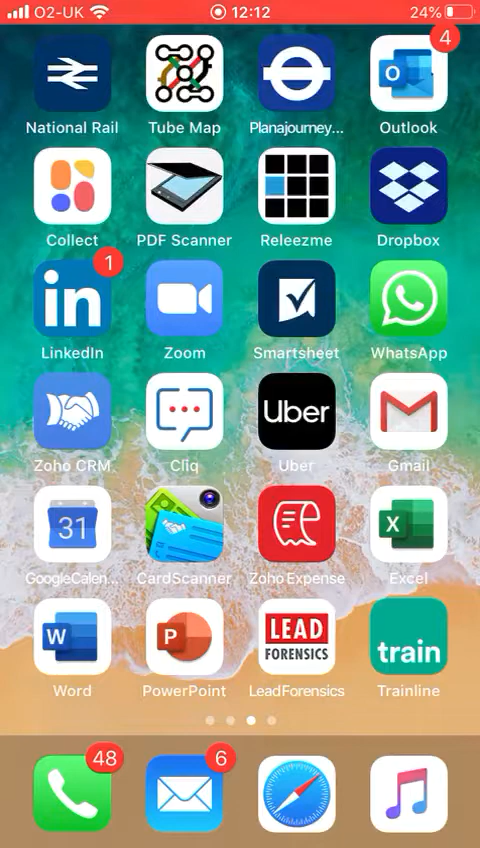 O2-UK 12:12 24%
4
National Rail Tube Map Planajourney... Outlook
Collect PDF Scanner Releezme Dropbox
in 1
LinkedIn Zoom Smartsheet WhatsApp
Uber
Zoho CRM Cliq Uber Gmail
31 X
GoogleCalen... CardScanner Zoho Expense Excel
W P LEAD FORENSICS train
Word PowerPoint LeadForensics Trainline
48 6